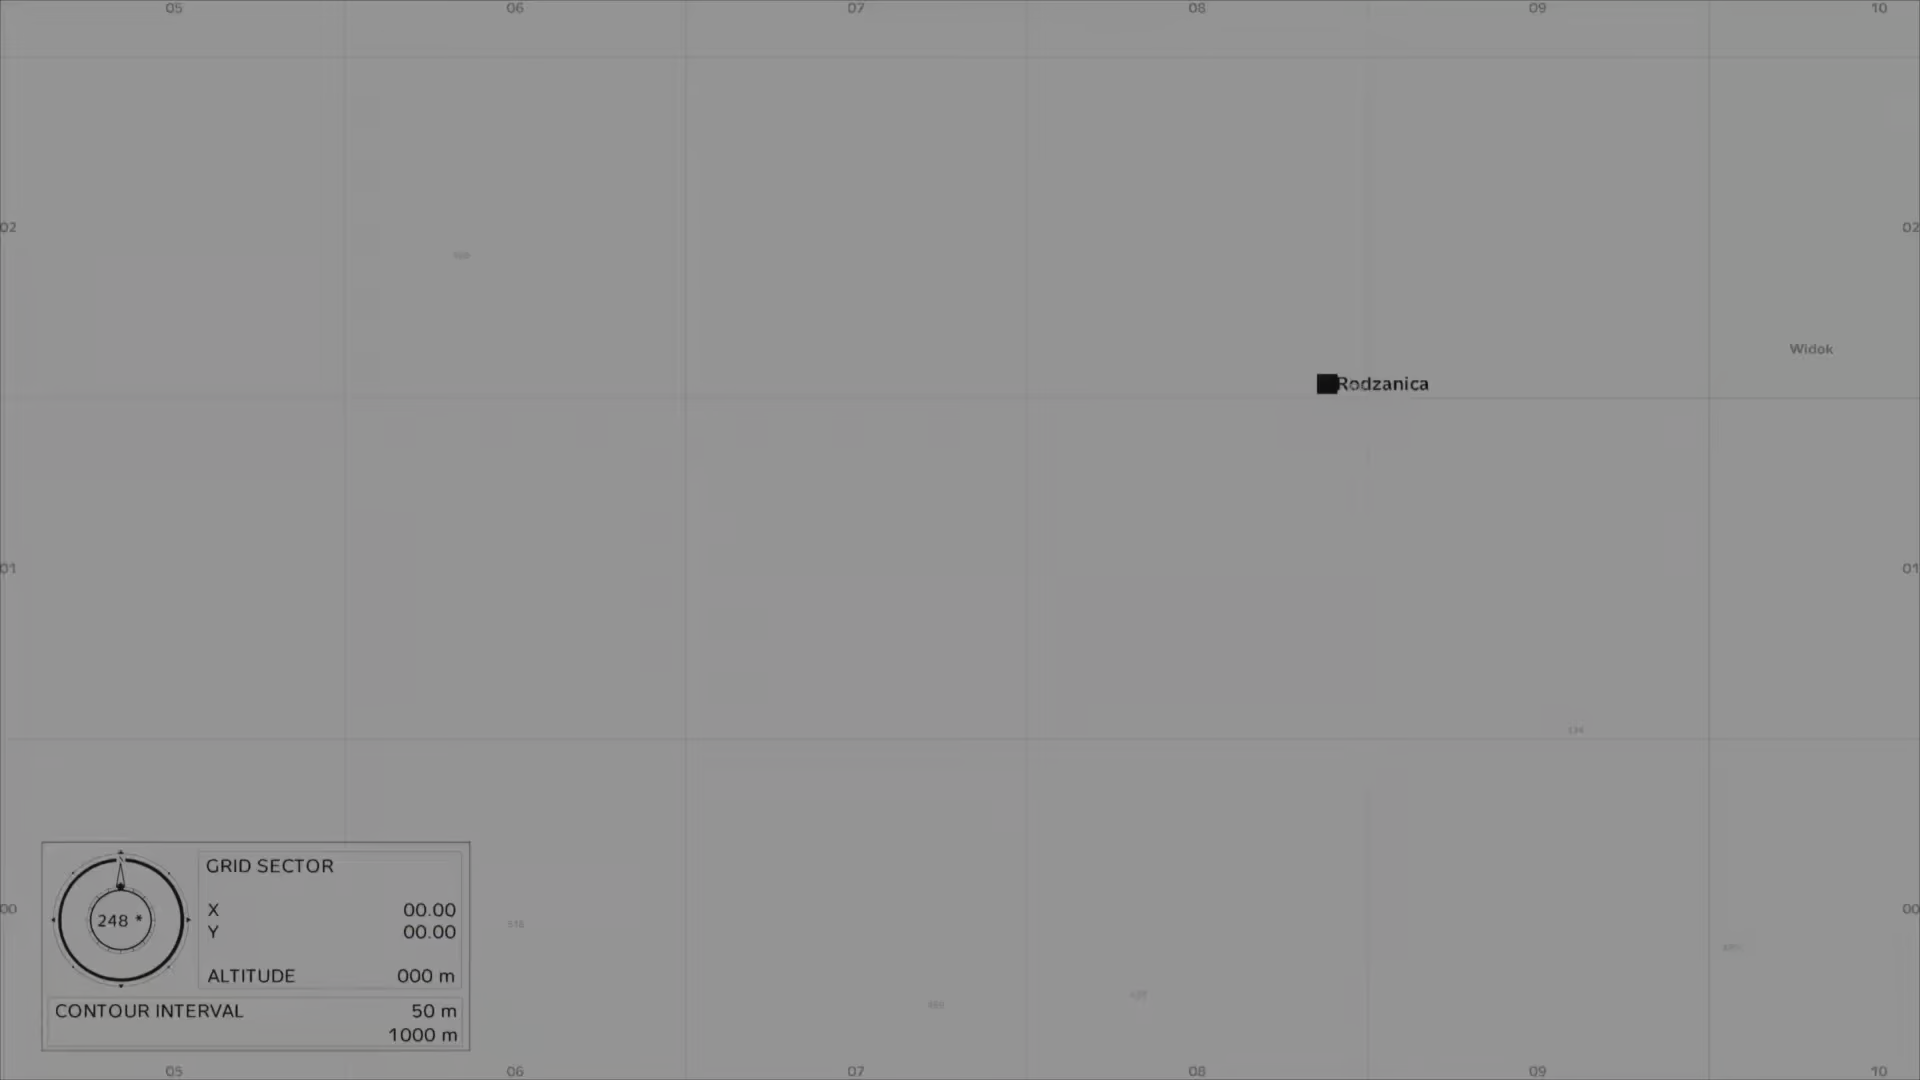 05 06 07 08 09 10
02 02
Widok
Rodzanica
01 01
GRID SECTOR
N
248 *
X 00.00
Y 00.00
00 00
ALTITUDE 000 m
CONTOUR INTERVAL 50 m
1000 m
05 06 07 08 09 10